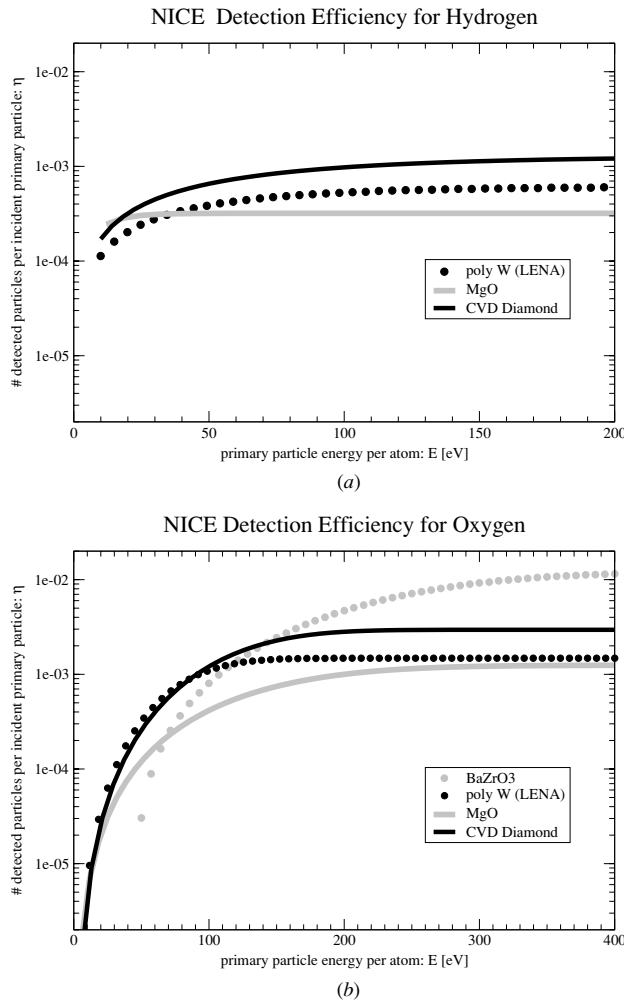 NICE Detection Efficiency for Hydrogen
# detected particles per incident primary particle: η
1e-02
1e-03
1e-04
1e-05
poly W (LENA)
MgO
CVD Diamond
0 50 100 150 200
primary particle energy per atom: E [eV]
(a)
NICE Detection Efficiency for Oxygen
# detected particles per incident primary particle: η
1e-02
1e-03
1e-04
1e-05
BaZrO3
poly W (LENA)
MgO
CVD Diamond
0 100 200 300 400
primary particle energy per atom: E [eV]
(b)